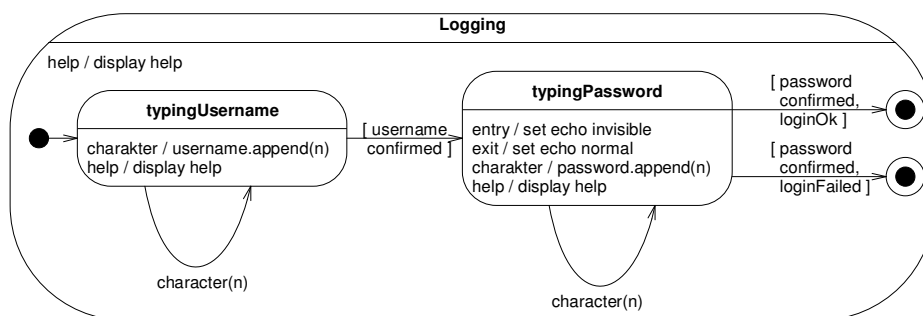 Logging
help / display help
typingUsername
charakter / username.append(n)
help / display help
character(n)
[ username
confirmed ]
typingPassword
entry / set echo invisible
exit / set echo normal
charakter / password.append(n)
help / display help
character(n)
[ password
confirmed,
loginOk ]
[ password
confirmed,
loginFailed ]